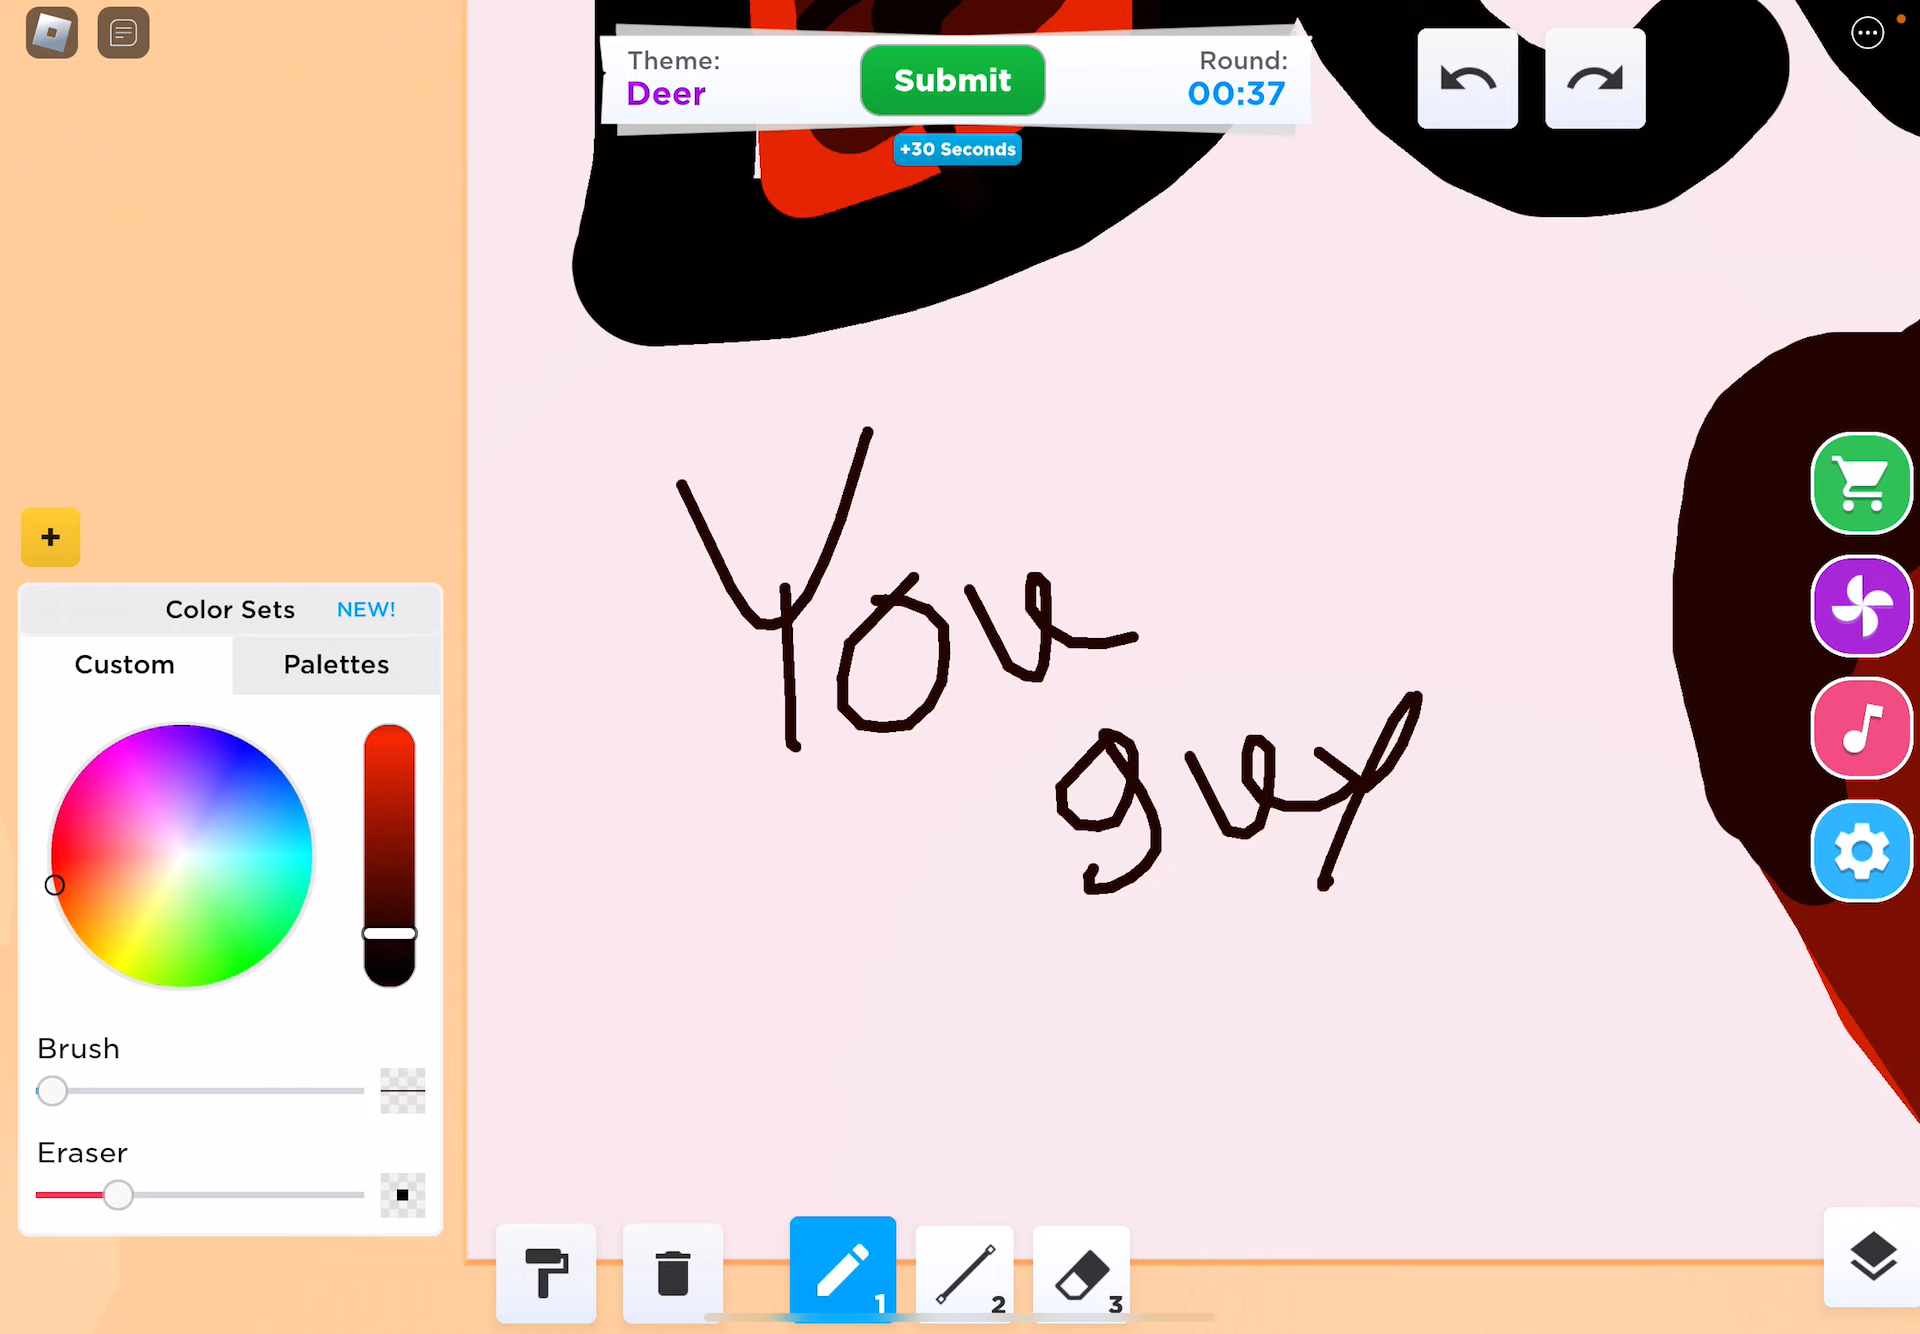 Theme:
Deer
Submit
Round:
00:37
+30 Seconds
You
guy
+
Color Sets NEW!
Custom Palettes
Brush
Eraser
1 2 3